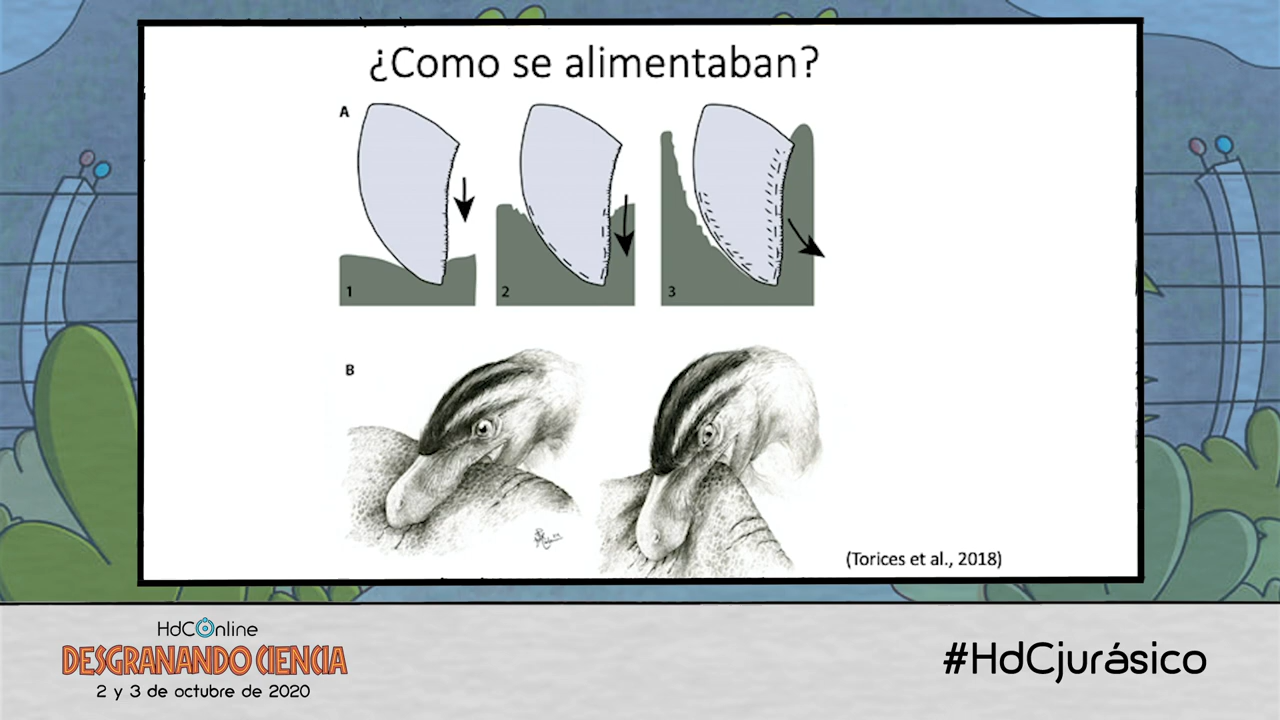 ¿Como se alimentaban?
A
1
2
3
B
(Torices et al., 2018)
HdCOnline
DESGRANANDO CIENCIA
2 y 3 de octubre de 2020
#HdCjurásico